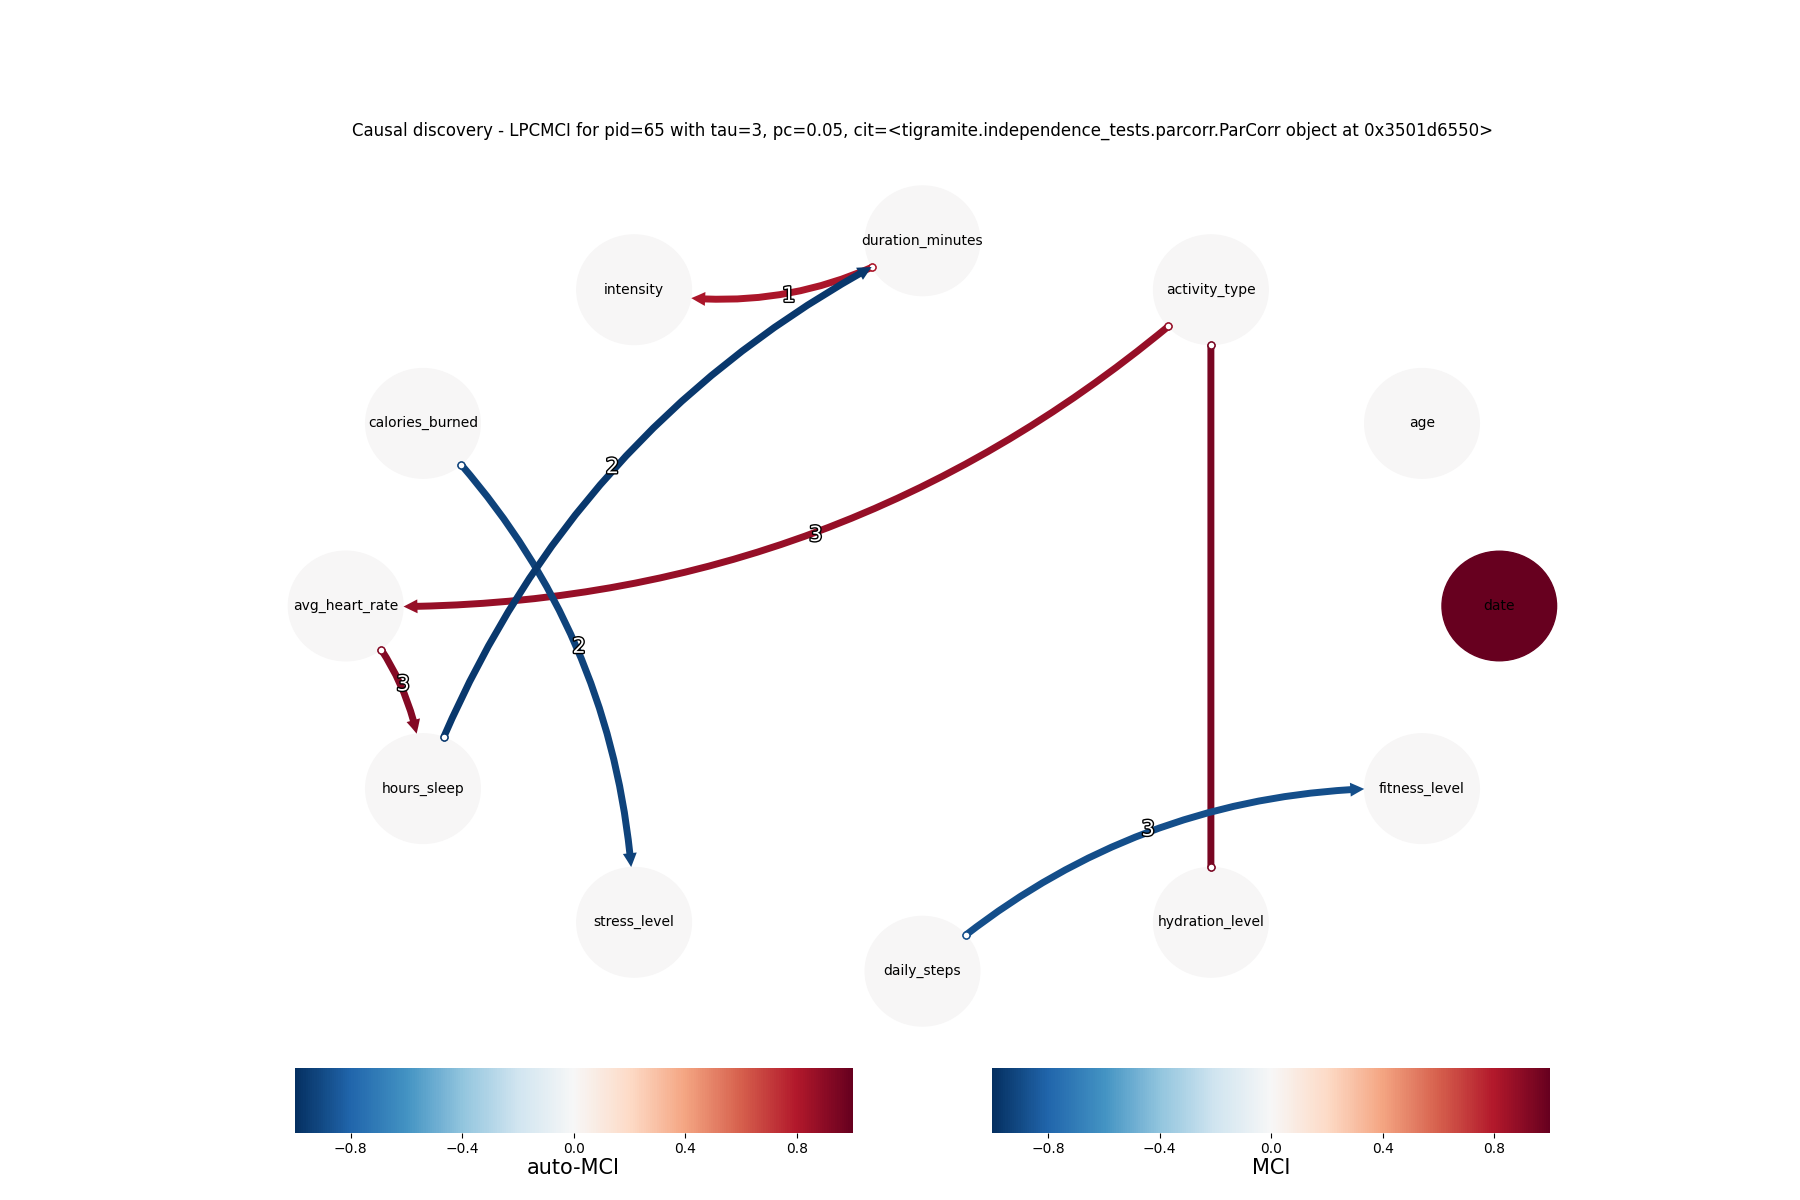 Causal discovery - LPCMCI for pid=65 with tau=3, pc=0.05, cit=<tigramite.independence_tests.parcorr.ParCorr object at 0x3501d6550>
duration_minutes
intensity
activity_type
1
calories_burned
age
2
3
avg_heart_rate
date
2
3
hours_sleep
fitness_level
3
stress_level
hydration_level
daily_steps
−0.8 −0.4 0.0 0.4 0.8
auto-MCI
−0.8 −0.4 0.0 0.4 0.8
MCI